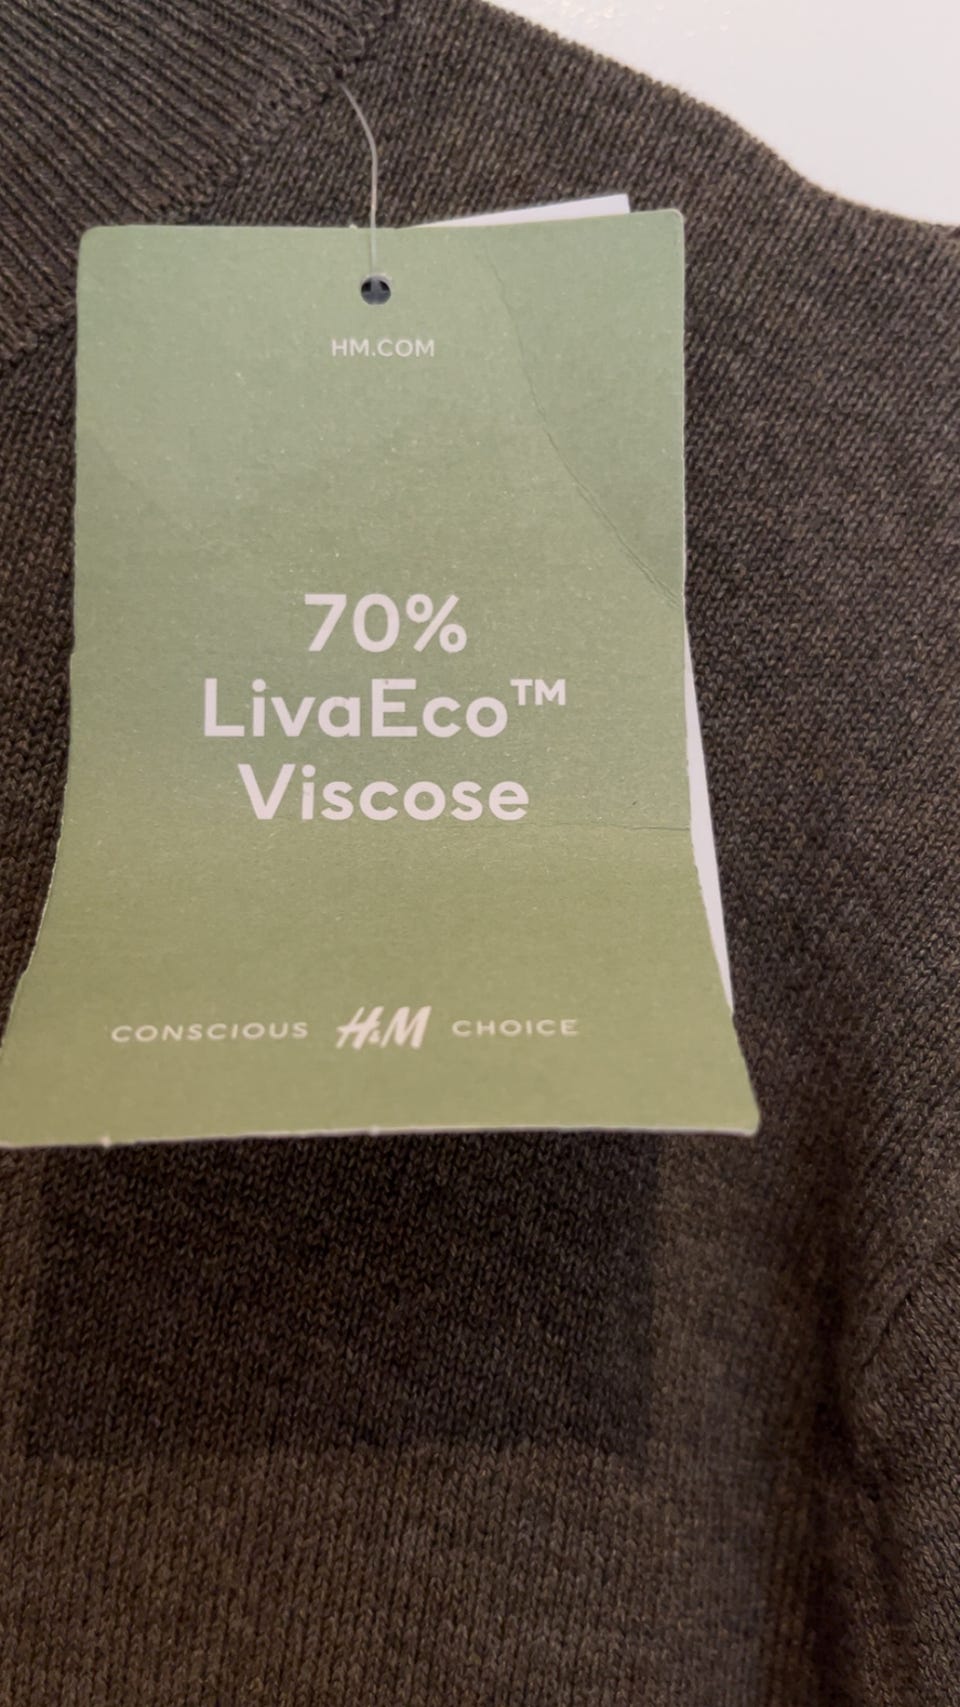 HM.COM
70%
LivaEco™
Viscose
CONSCIOUS H&M CHOICE